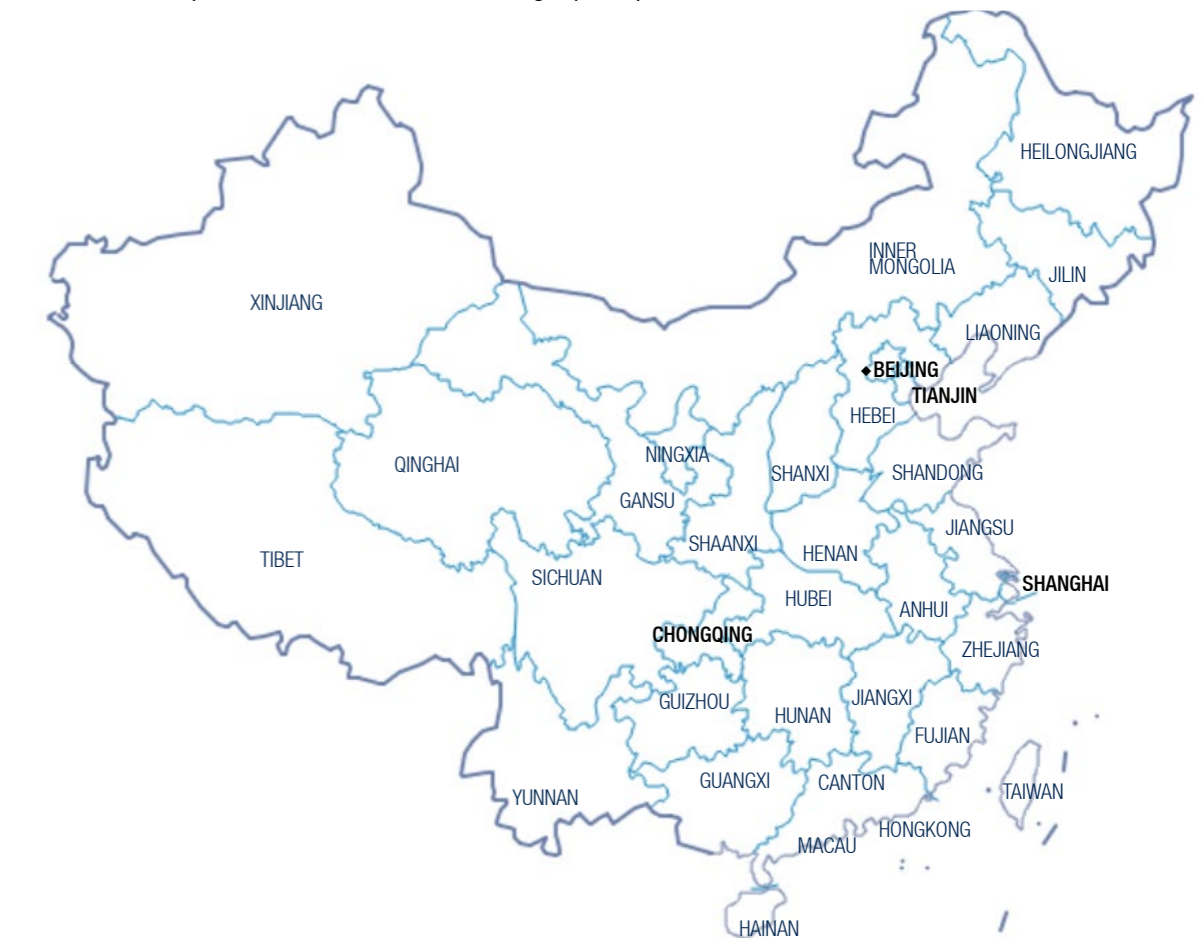 HEILONGJIANG
INNER
MONGOLIA
JILIN
XINJIANG
LIAONING
BEIJING
TIANJIN
HEBEI
QINGHAI
NINGXIA
SHANXI
SHANDONG
GANSU
JIANGSU
SHAANXI
HENAN
TIBET
SICHUAN
SHANGHAI
HUBEI
ANHUI
CHONGQING
ZHEJIANG
GUIZHOU
JIANGXI
HUNAN
FUJIAN
GUANGXI
CANTON
TAIWAN
YUNNAN
HONGKONG
MACAU
HAINAN